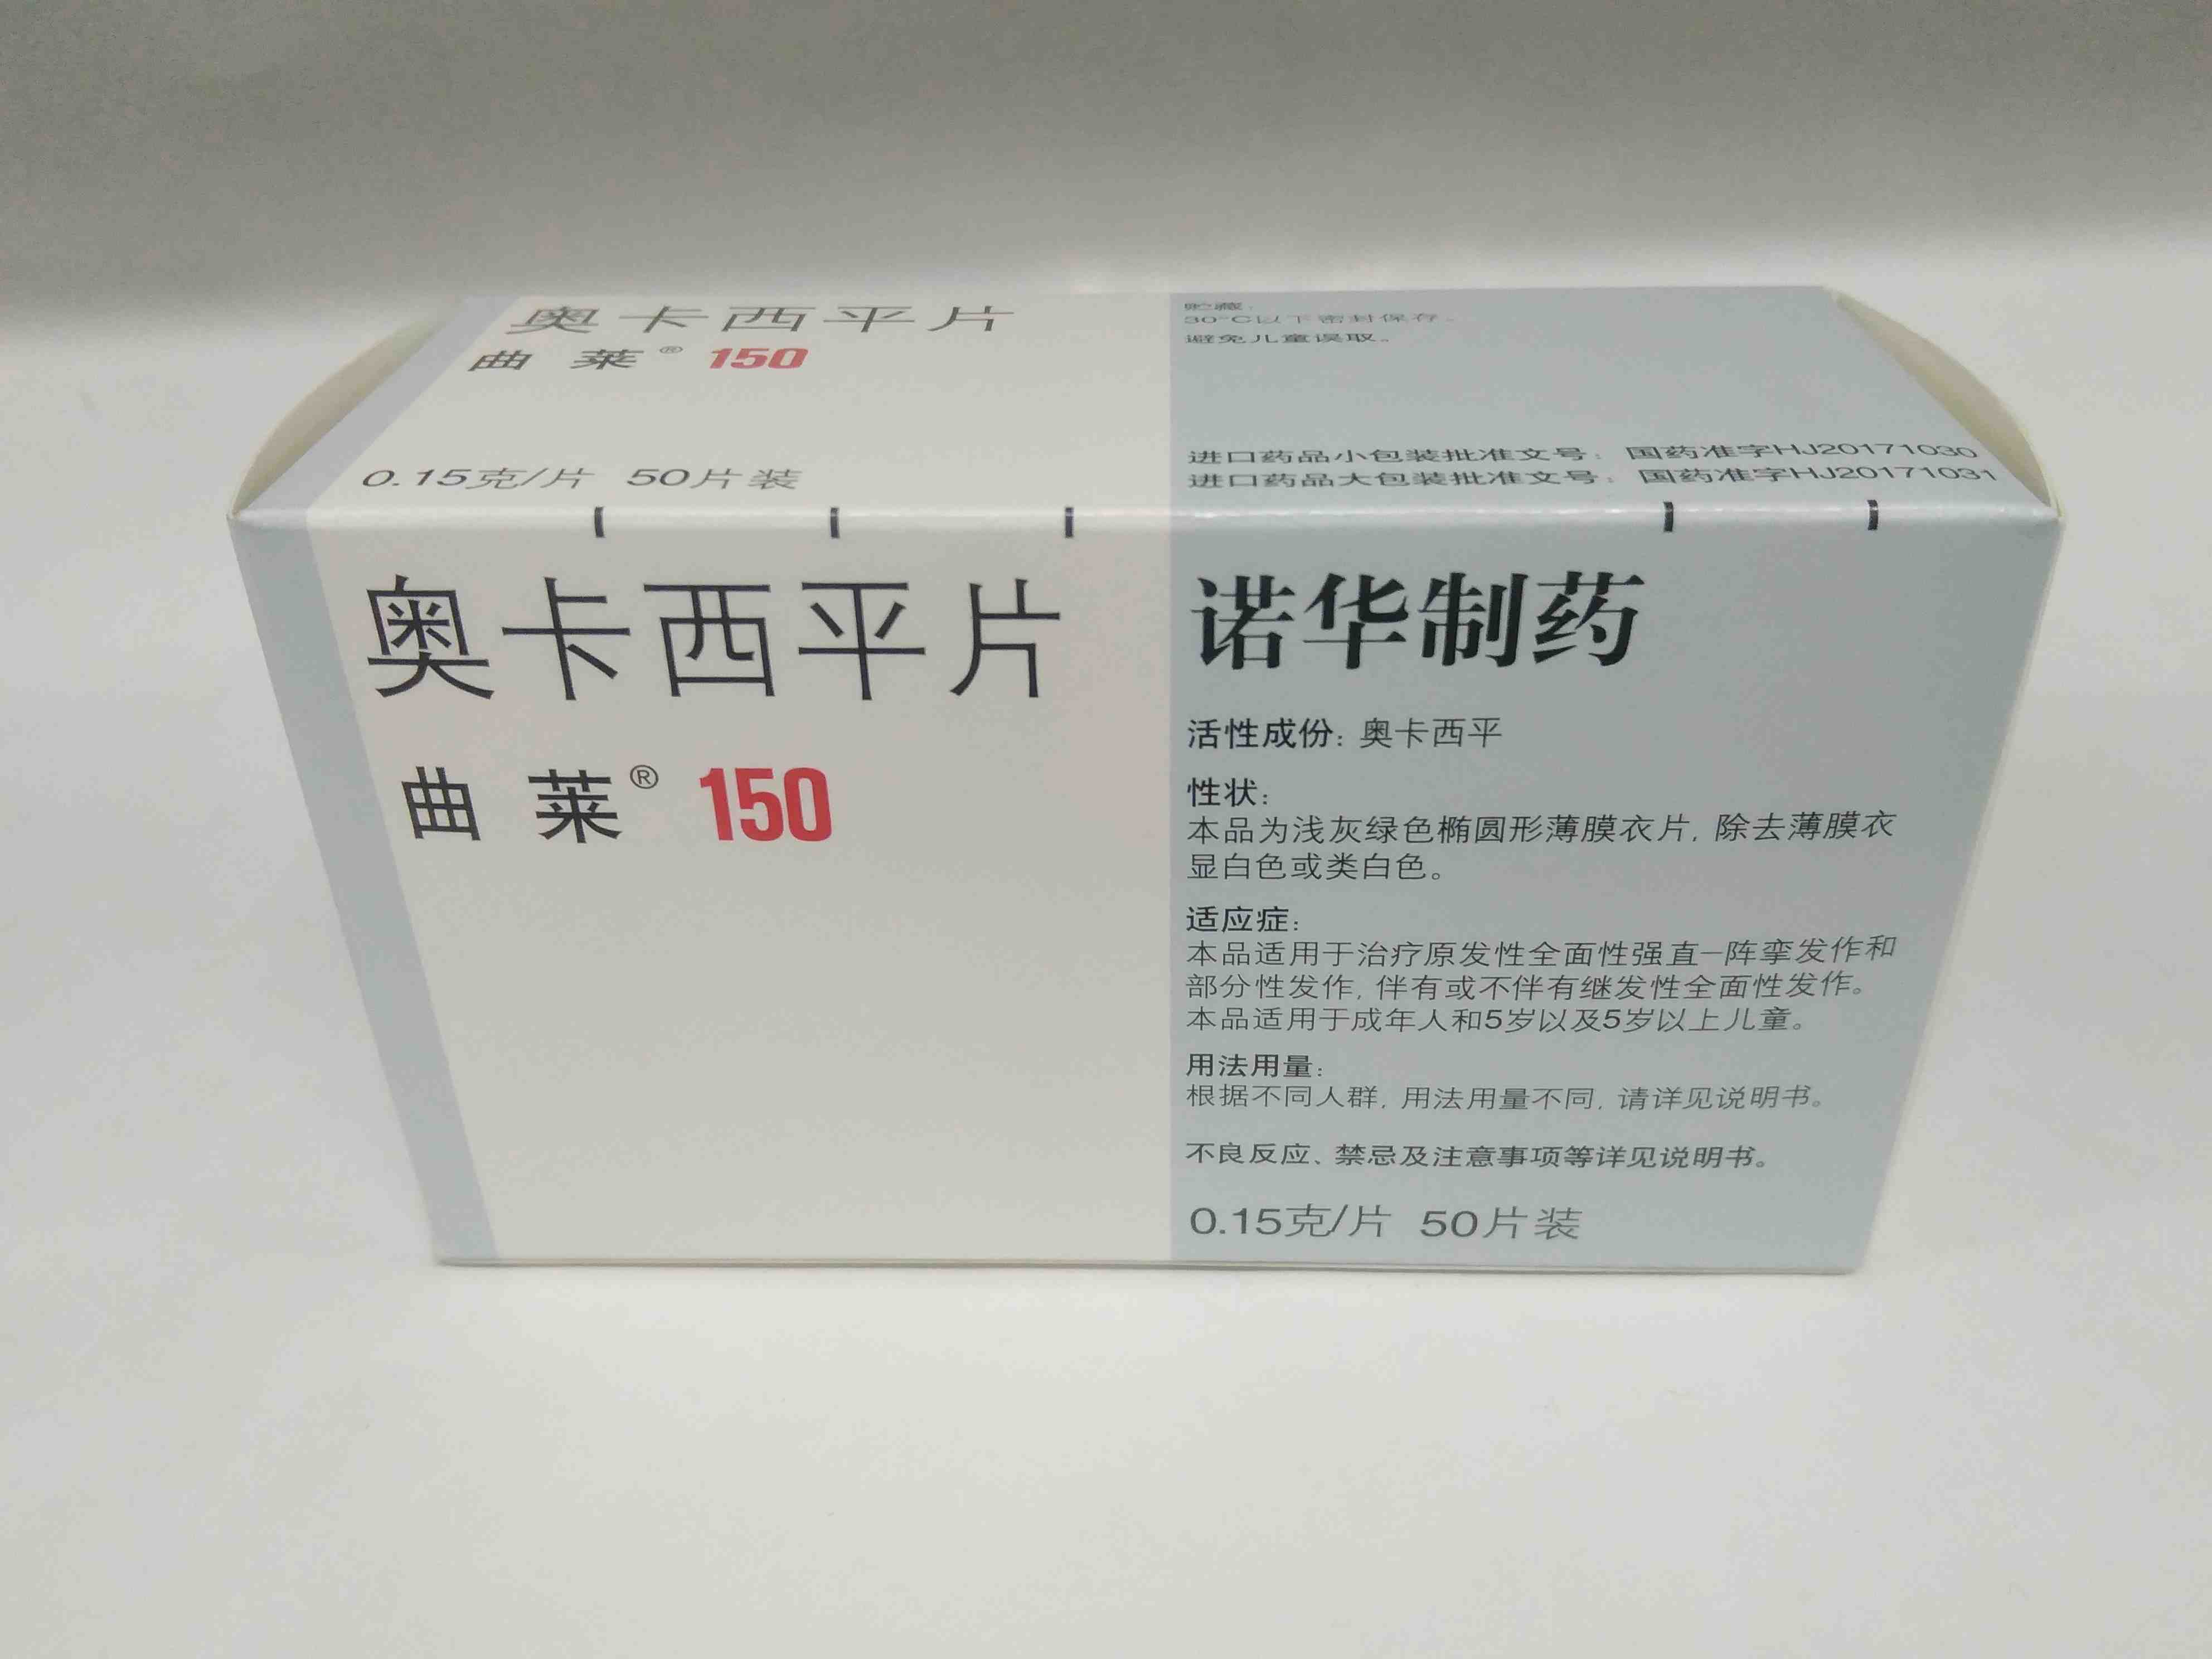 奥卡西平片
曲 莱® 150
0.15克/片 50片装
贮藏:
30°C以下密封保存。
避免儿童误取。
进口药品小包装批准文号: 国药准字HJ20171030
进口药品大包装批准文号: 国药准字HJ20171031
奥卡西平片
曲 莱® 150
诺华制药
活性成份: 奥卡西平
性状:
本品为浅灰绿色椭圆形薄膜衣片, 除去薄膜衣
显白色或类白色。
适应症:
本品适用于治疗原发性全面性强直-阵挛发作和
部分性发作, 伴有或不伴有继发性全面性发作。
本品适用于成年人和5岁以及5岁以上儿童。
用法用量:
根据不同人群, 用法用量不同, 请详见说明书。
不良反应、禁忌及注意事项等详见说明书。
0.15克/片 50片装